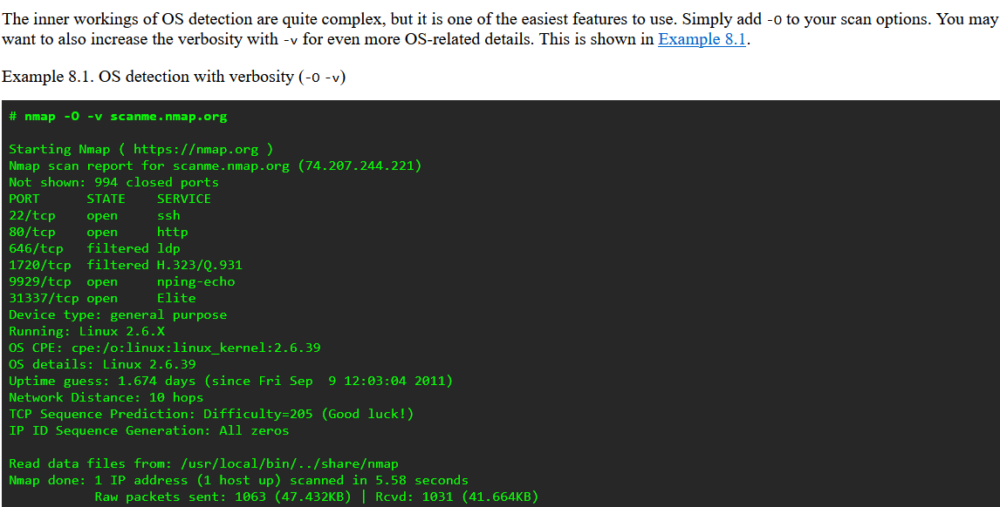 The inner workings of OS detection are quite complex, but it is one of the easiest features to use. Simply add -O to your scan options. You may
want to also increase the verbosity with -v for even more OS-related details. This is shown in Example 8.1.
Example 8.1. OS detection with verbosity (-O -v)
# nmap -O -v scanme.nmap.org
Starting Nmap ( https://nmap.org )
Nmap scan report for scanme.nmap.org (74.207.244.221)
Not shown: 994 closed ports
PORT      STATE    SERVICE
22/tcp    open     ssh
80/tcp    open     http
646/tcp   filtered ldp
1720/tcp  filtered H.323/Q.931
9929/tcp  open     nping-echo
31337/tcp open     Elite
Device type: general purpose
Running: Linux 2.6.X
OS CPE: cpe:/o:linux:linux_kernel:2.6.39
OS details: Linux 2.6.39
Uptime guess: 1.674 days (since Fri Sep  9 12:03:04 2011)
Network Distance: 10 hops
TCP Sequence Prediction: Difficulty=205 (Good luck!)
IP ID Sequence Generation: All zeros
Read data files from: /usr/local/bin/../share/nmap
Nmap done: 1 IP address (1 host up) scanned in 5.58 seconds
           Raw packets sent: 1063 (47.432KB) | Rcvd: 1031 (41.664KB)